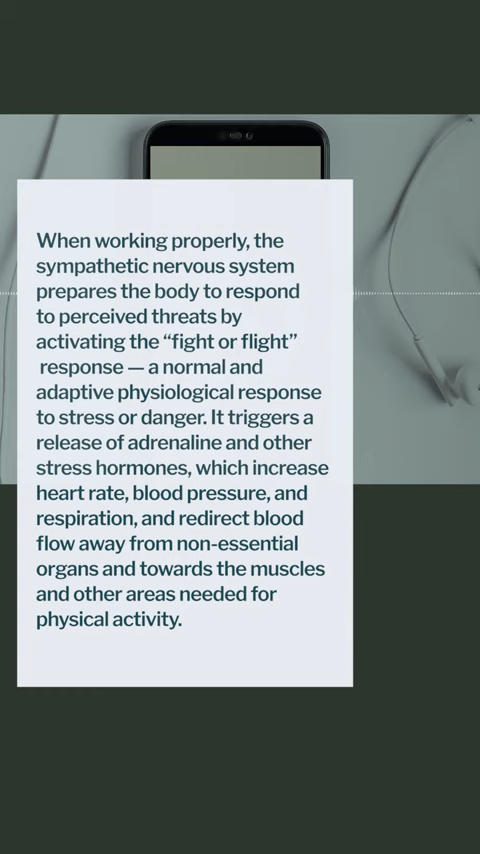 When working properly, the
sympathetic nervous system
prepares the body to respond
to perceived threats by
activating the “fight or flight”
response — a normal and
adaptive physiological response
to stress or danger. It triggers a
release of adrenaline and other
stress hormones, which increase
heart rate, blood pressure, and
respiration, and redirect blood
flow away from non-essential
organs and towards the muscles
and other areas needed for
physical activity.